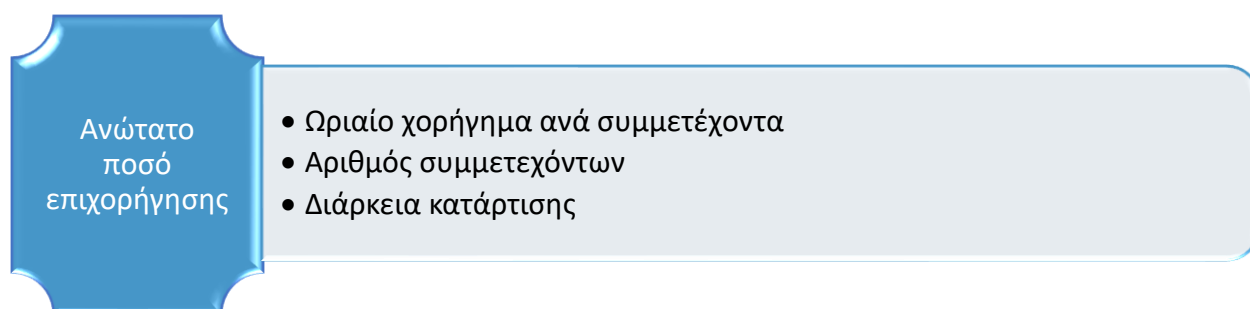 Ανώτατο
ποσό
επιχορήγησης
• Ωριαίο χορήγημα ανά συμμετέχοντα
• Αριθμός συμμετεχόντων
• Διάρκεια κατάρτισης